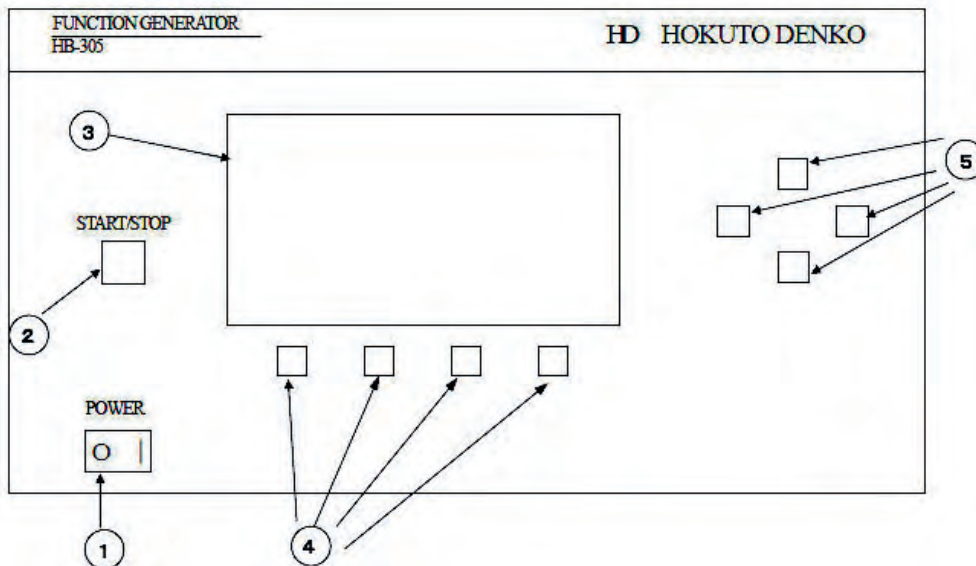 FUNCTION GENERATOR
HB-305
HD HOKUTO DENKO
3
5
START/STOP
2
POWER
O |
1
4